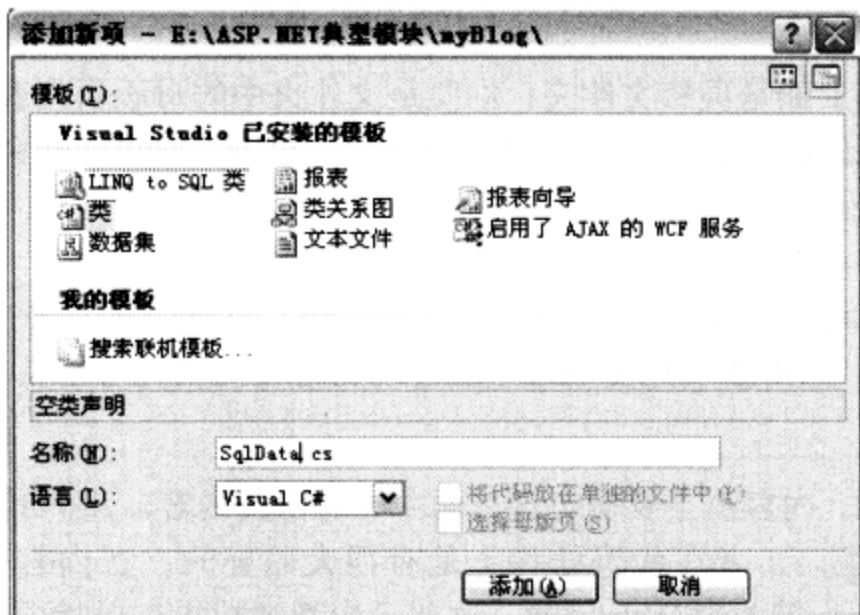 添加新项 - E:\ASP.NET典型模块\myBlog\
模板(T):
Visual Studio 已安装的模板
LINQ to SQL 类
报表
报表向导
类
类关系图
启用了 AJAX 的 WCF 服务
数据集
文本文件
我的模板
搜索联机模板...
空类声明
名称(N):
SqlData.cs
语言(L):
Visual C#
将代码放在单独的文件中(P)
选择母版页(S)
添加(A)
取消